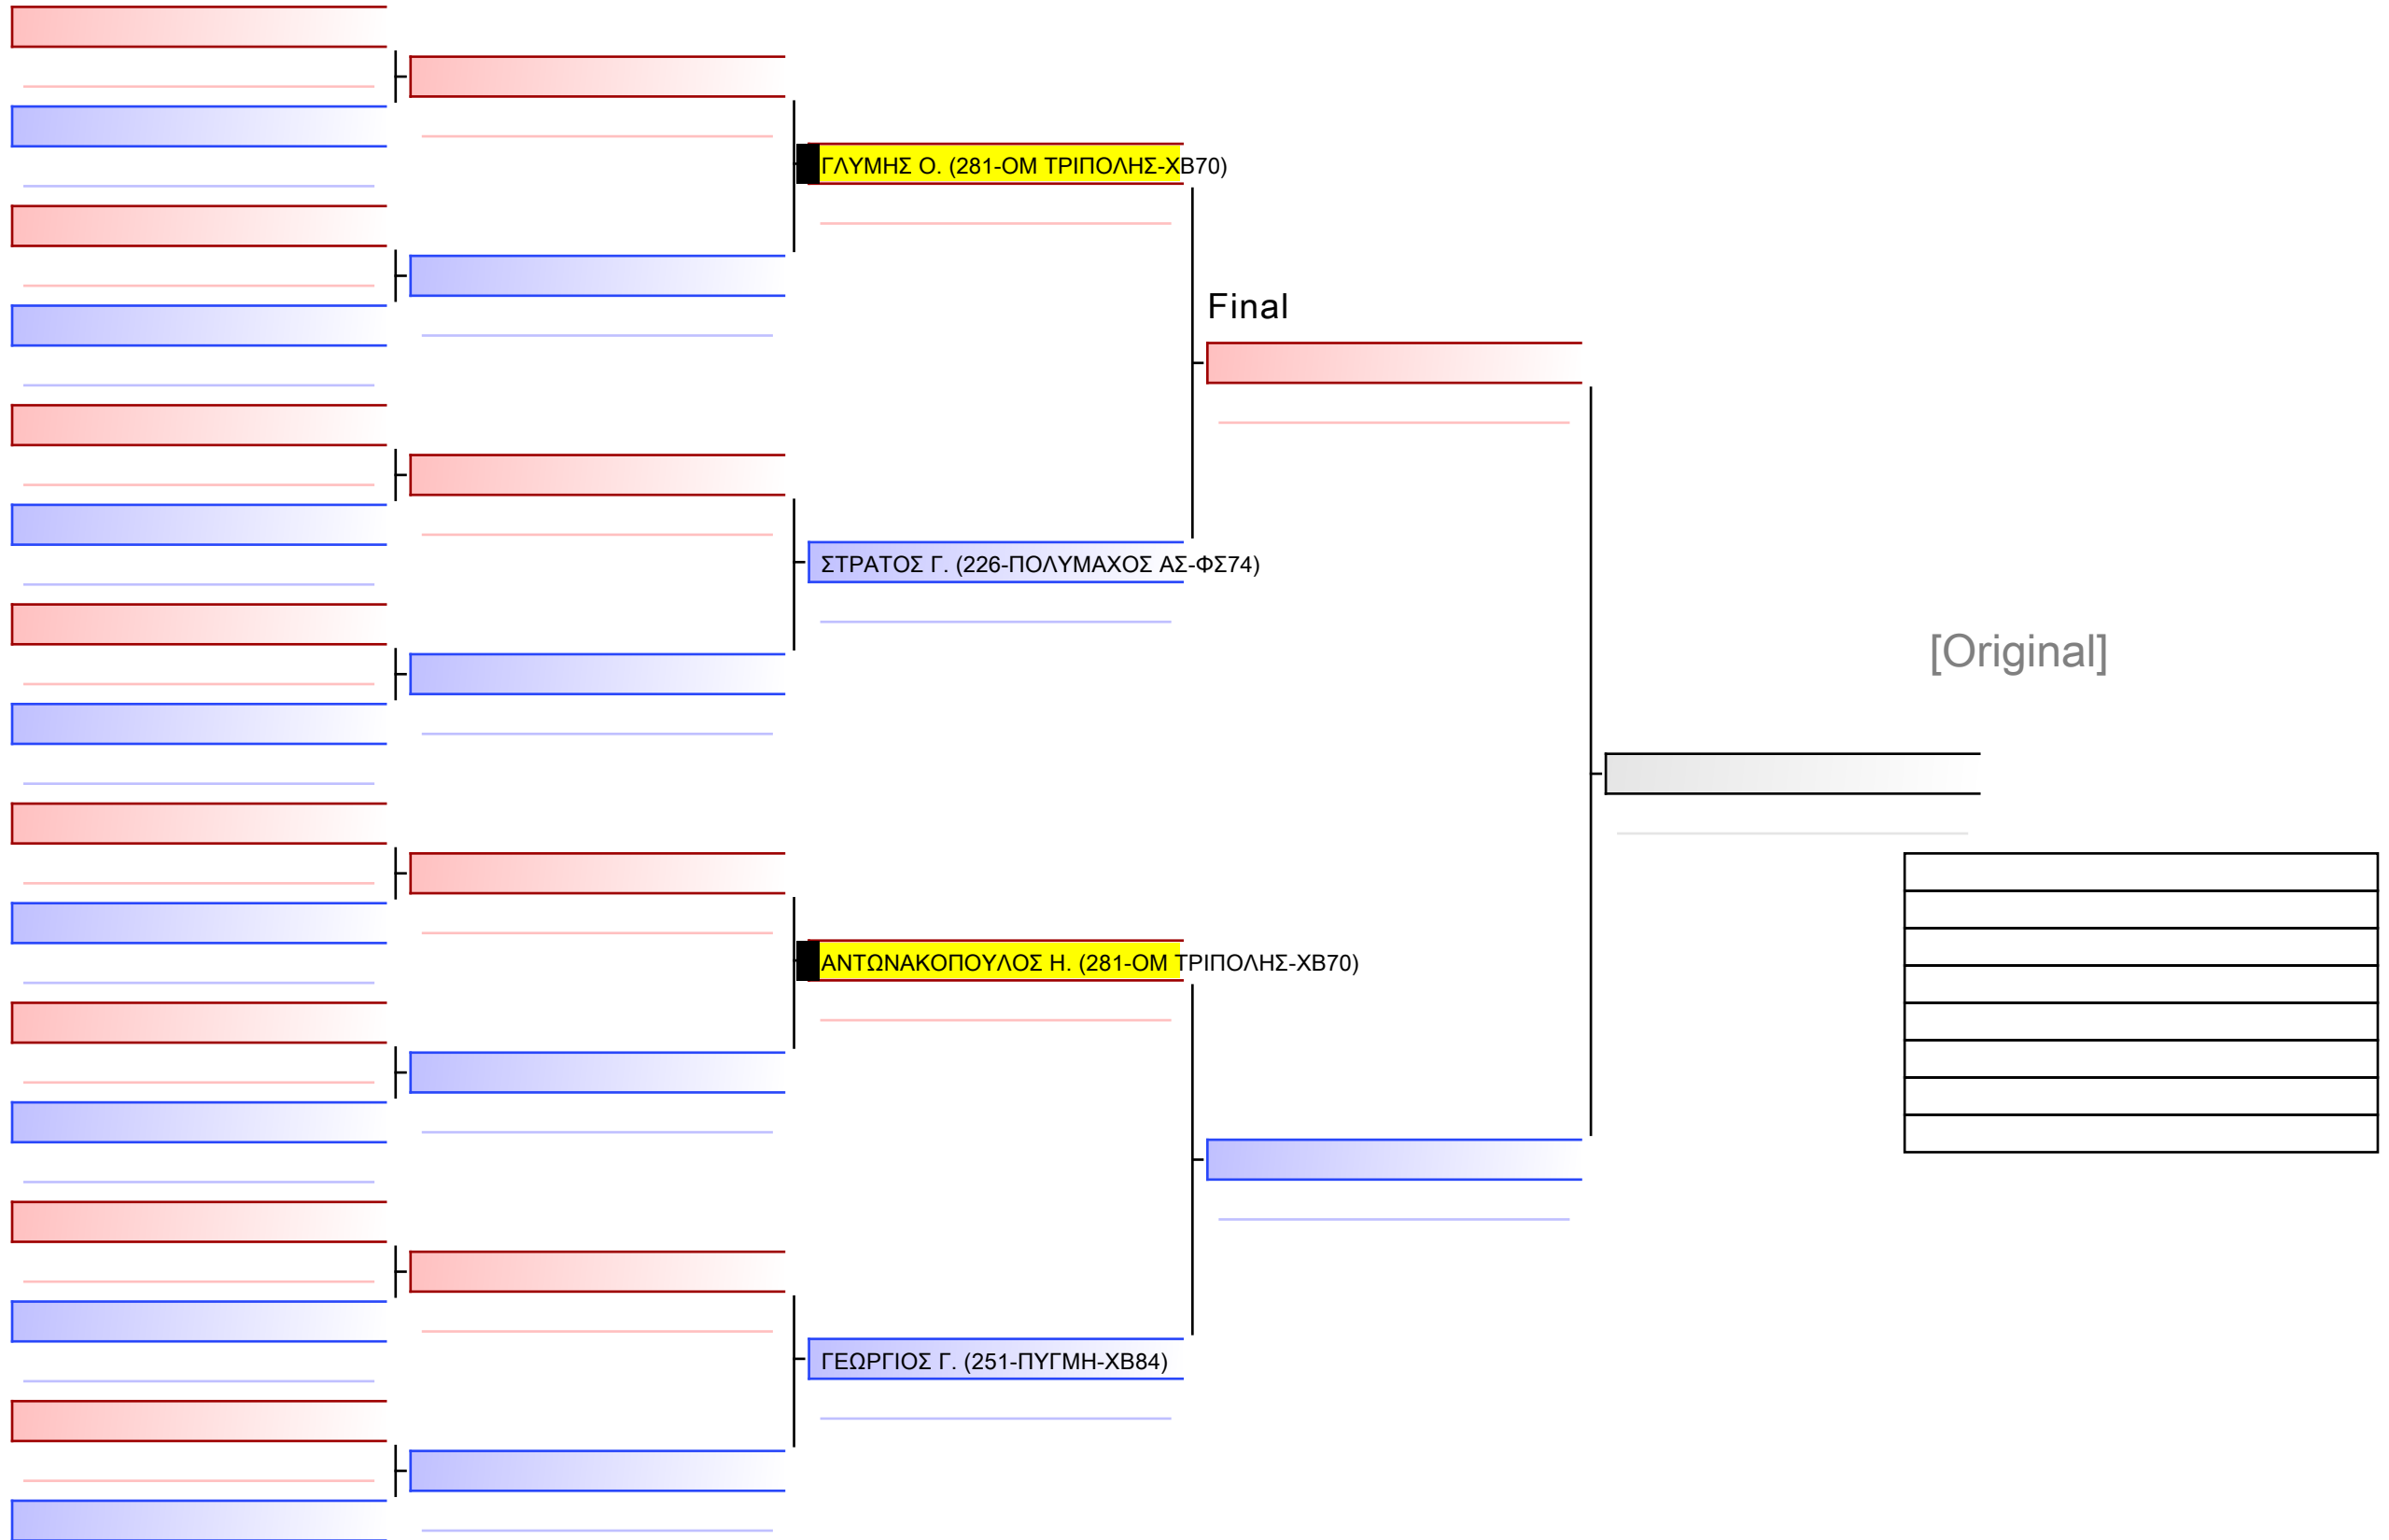 ΓΛΥΜΗΣ Ο. (281-ΟΜ ΤΡΙΠΟΛΗΣ-ΧΒ70)
Final
ΣΤΡΑΤΟΣ Γ. (226-ΠΟΛΥΜΑΧΟΣ ΑΣ-ΦΣ74)
[Original]
ΑΝΤΩΝΑΚΟΠΟΥΛΟΣ Η. (281-ΟΜ ΤΡΙΠΟΛΗΣ-ΧΒ70)
ΓΕΩΡΓΙΟΣ Γ. (251-ΠΥΓΜΗ-ΧΒ84)